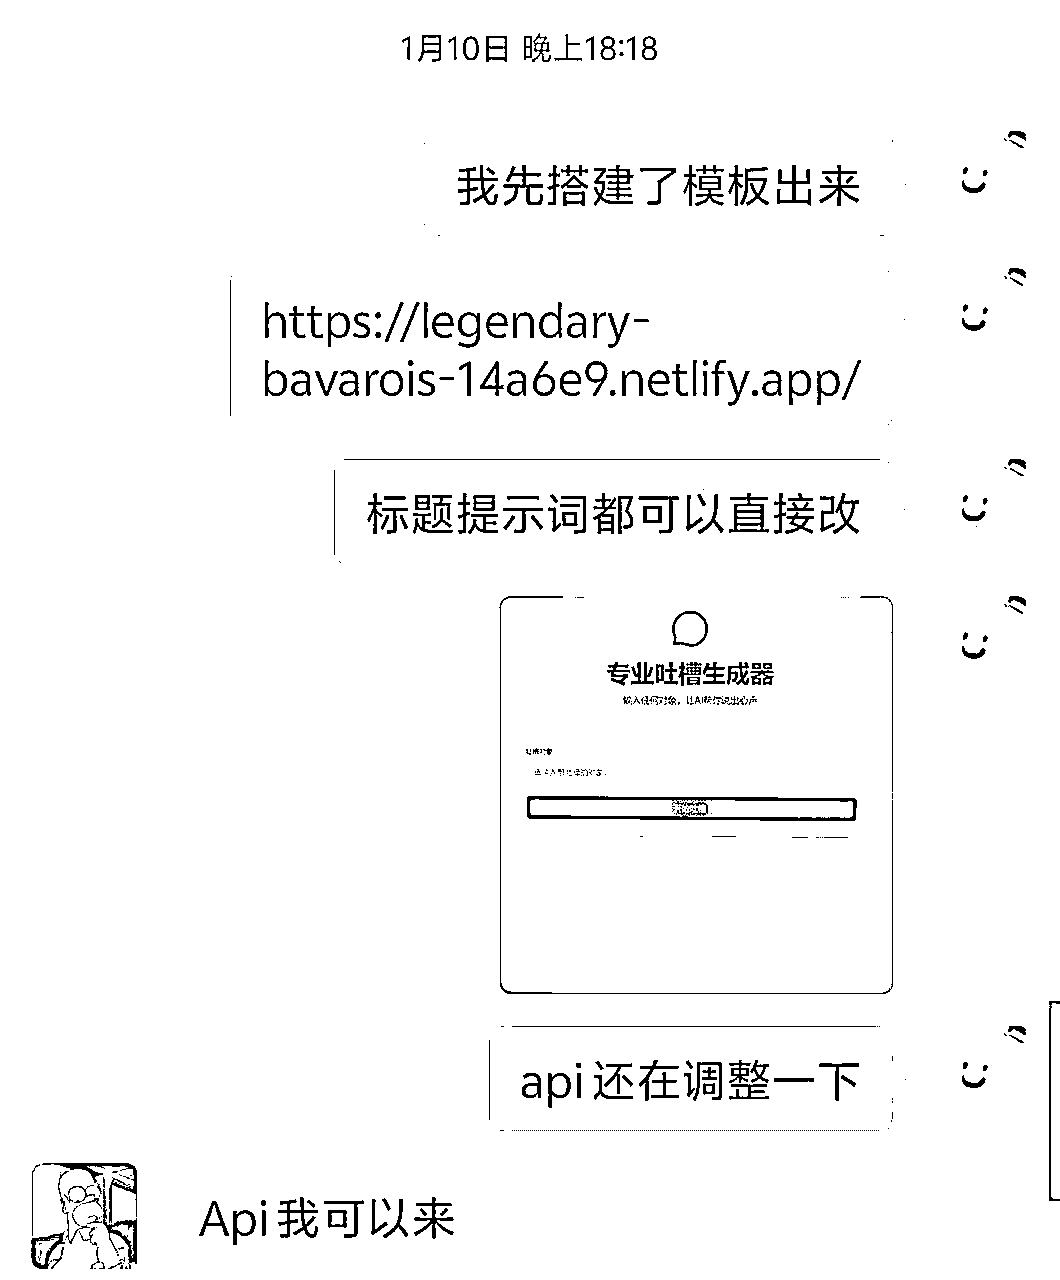 1月10日 晚上18:18
我先搭建了模板出来
https://legendary-
bavarois-14a6e9.netlify.app/
标题提示词都可以直接改
专业吐槽生成器
api还在调整一下
Api我可以来